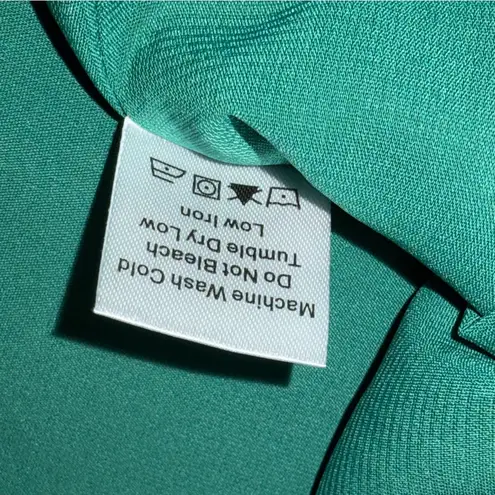 Machine Wash Cold
Do Not Bleach
Tumble Dry Low
Low Iron